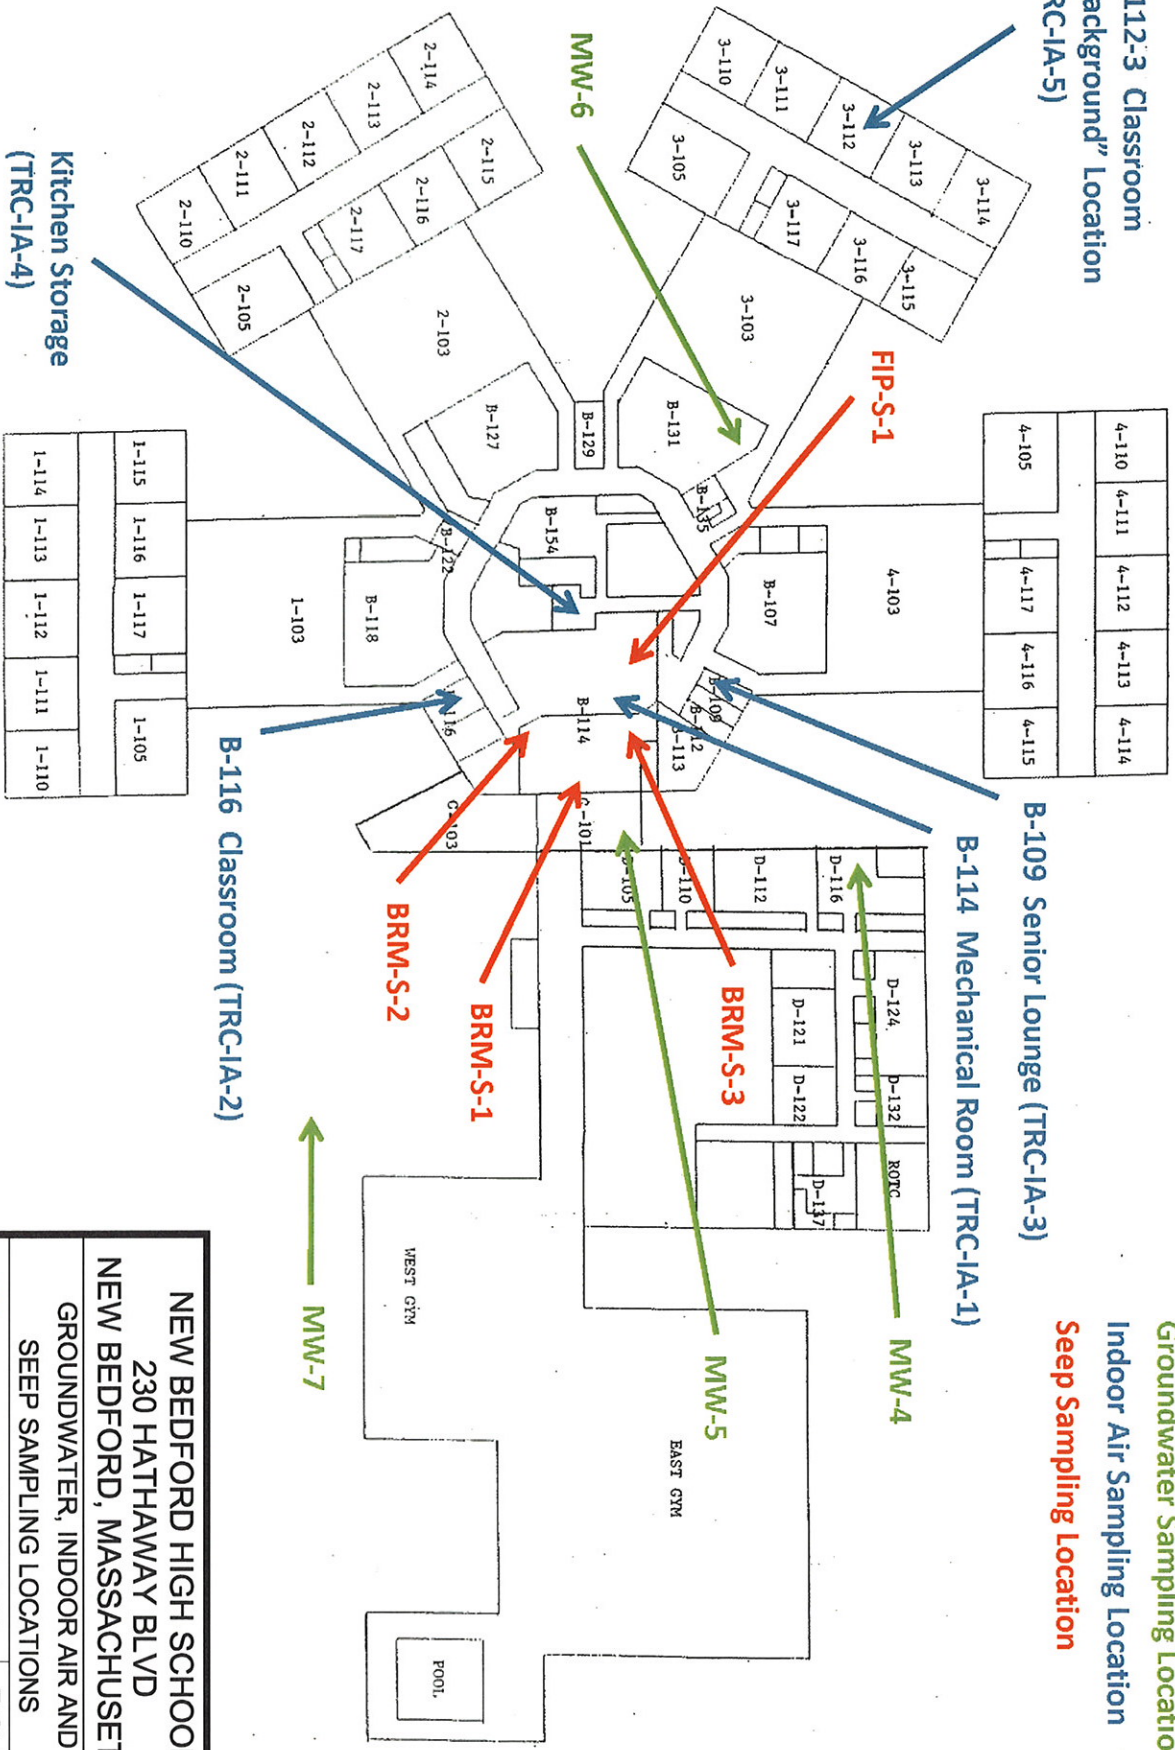 112-3 Classroom
ackground” Location
RC-IA-5)
Groundwater Sampling Locatio
Indoor Air Sampling Location
Seep Sampling Location
B-109 Senior Lounge (TRC-IA-3)
B-114 Mechanical Room (TRC-IA-1)
MW-6
FIP-S-1
MW-4
MW-5
BRM-S-3
BRM-S-1
BRM-S-2
MW-7
B-116 Classroom (TRC-IA-2)
Kitchen Storage
(TRC-IA-4)
3-110
3-111
3-112
3-113
3-114
3-105
3-117
3-116
3-115
3-103
2-114
2-113
2-112
2-111
2-110
2-115
2-116
2-117
2-105
2-103
4-110
4-111
4-112
4-113
4-114
4-105
4-117
4-116
4-115
4-103
1-115
1-116
1-117
1-105
1-114
1-113
1-112
1-111
1-110
1-103
B-131
B-129
B-127
B-135
B-154
B-122
B-107
B-118
B-109
B-112
B-113
B-114
116
C-103
C-101
D-105
D-110
D-112
D-116
D-124
D-132
D-121
D-122
D-137
ROTC
WEST GYM
EAST GYM
POOL
NEW BEDFORD HIGH SCHOO
230 HATHAWAY BLVD
NEW BEDFORD, MASSACHUSET
GROUNDWATER, INDOOR AIR AND
SEEP SAMPLING LOCATIONS